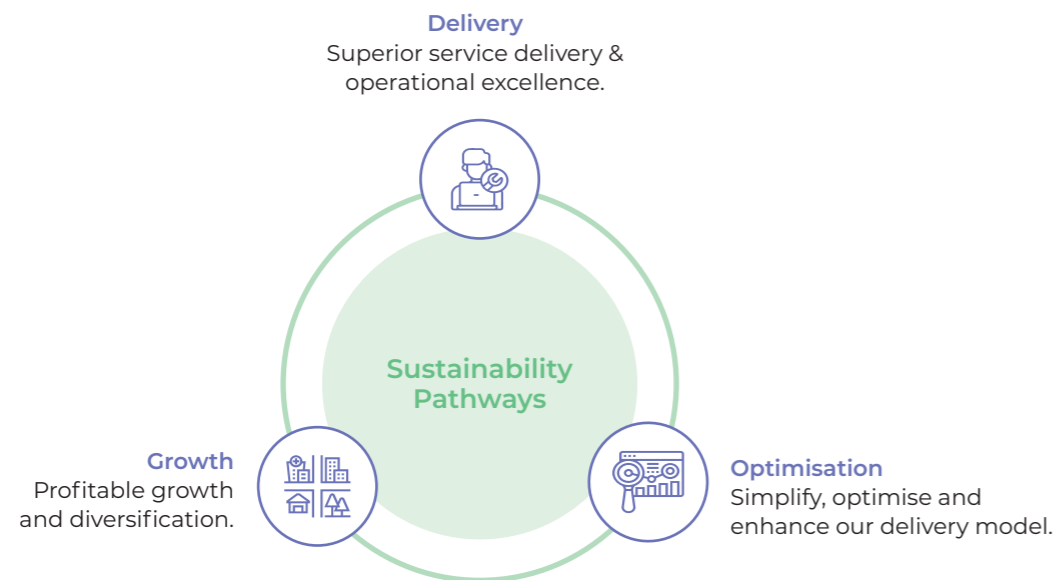 Delivery
Superior service delivery &
operational excellence.
Sustainability
Pathways
Growth
Profitable growth
and diversification.
Optimisation
Simplify, optimise and
enhance our delivery model.